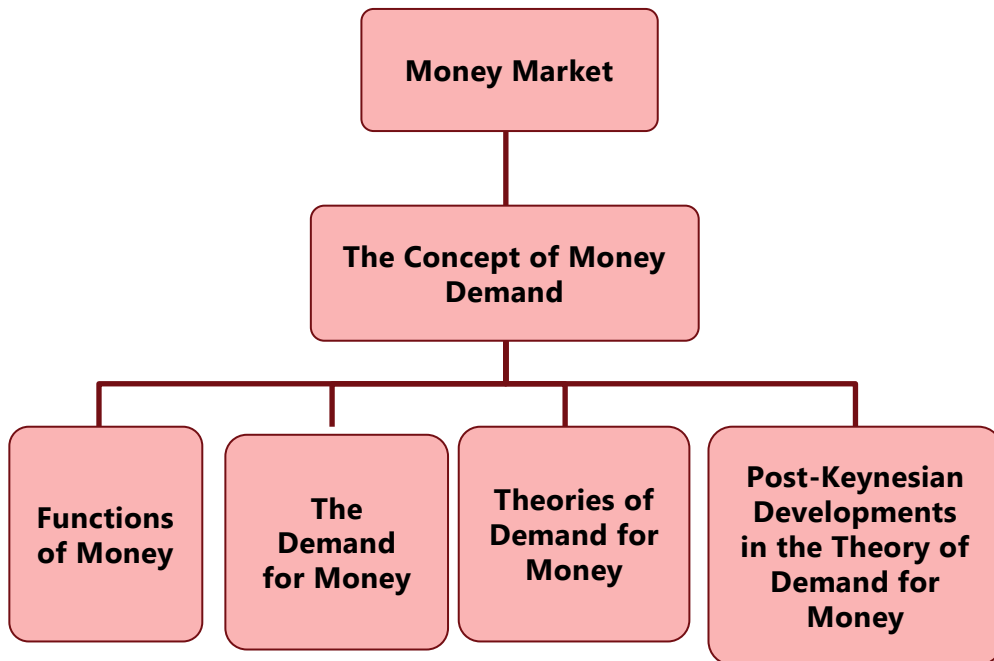 Money Market
The Concept of Money
Demand
Functions
of Money
The
Demand
for Money
Theories of
Demand for
Money
Post-Keynesian
Developments
in the Theory of
Demand for
Money